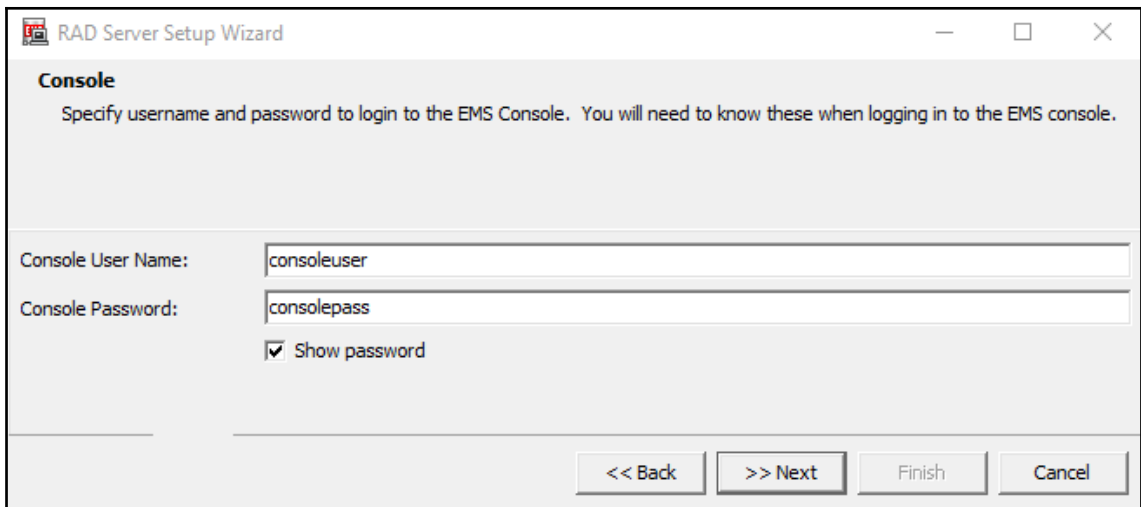 RAD Server Setup Wizard
Console
Specify username and password to login to the EMS Console.  You will need to know these when logging in to the EMS console.
Console User Name:
consoleuser
Console Password:
consolepass
Show password
<< Back
>> Next
Finish
Cancel